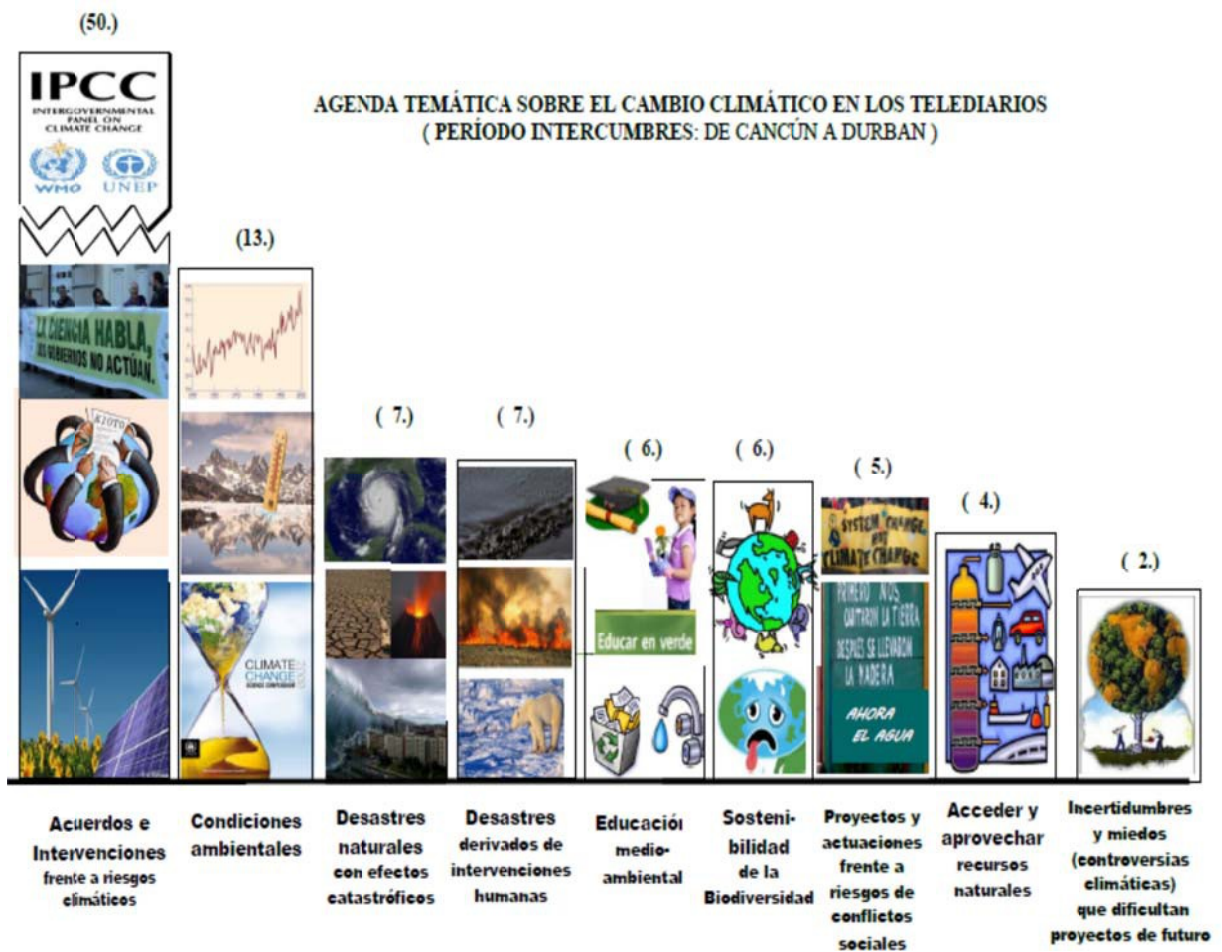 (50.)
IPCC
INTERGOVERNMENTAL
PANEL ON
CLIMATE CHANGE
WMO UNEP
AGENDA TEMÁTICA SOBRE EL CAMBIO CLIMÁTICO EN LOS TELEDIARIOS
( PERÍODO INTERCUMBRES: DE CANCÚN A DURBAN )
LA CIENCIA HABLA,
LOS GOBIERNOS NO ACTÚAN.
KIOTO
(13.)
CLIMATE
CHANGE
SCIENCE COMPENDIUM
2009
( 7.)
( 7.)
( 6.)
Educar en verde
( 6.)
( 5.)
SYSTEM CHANGE
NOT
CLIMATE CHANGE
PRIMERO NOS
QUITARON LA TIERRA
DESPUES SE LLEVARON
LA MADERA
AHORA
EL AGUA
( 4.)
( 2.)
Acuerdos e
Intervenciones
frente a riesgos
climáticos
Condiciones
ambientales
Desastres
naturales
con efectos
catastróficos
Desastres
derivados de
intervenciones
humanas
Educación
medio-
ambiental
Sosteni-
bilidad
de la
Biodiversidad
Proyectos y
actuaciones
frente a
riesgos de
conflictos
sociales
Acceder y
aprovechar
recursos
naturales
Incertidumbres
y miedos
(controversias
climáticas)
que dificultan
proyectos de futuro